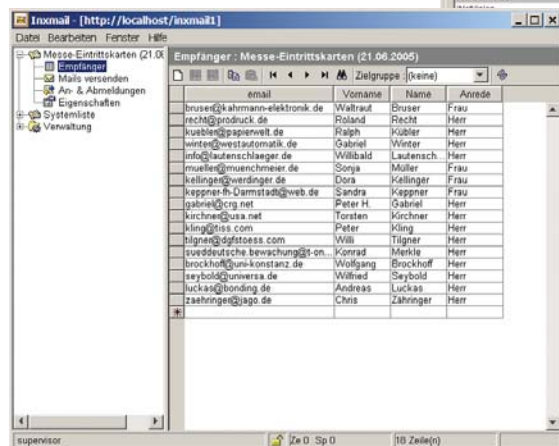 Inxmail - [http://localhost/inxmail1]
Datei Bearbeiten Fenster Hilfe
Messe-Eintrittskarten (21.06
Empfänger
Mails versenden
An- & Abmeldungen
Eigenschaften
Systemliste
Verwaltung
Empfänger : Messe-Eintrittskarten (21.06.2005)
Zielgruppe : (keine)
email Vorname Name Anrede
bruser@kahrmann-elektronik.de Waltraut Bruser Frau
recht@prodruck.de Roland Recht Herr
kuebler@papierwelt.de Ralph Kübler Herr
winter@westautomatik.de Gabriel Winter Herr
info@lautenschlaeger.de Willibald Lautensch... Herr
mueller@muenchmeier.de Sonja Müller Frau
kellinger@werdinger.de Dora Kellinger Frau
keppner-fh-Darmstadt@web.de Sandra Keppner Frau
gabriel@crg.net Peter H. Gabriel Herr
kirchner@usa.net Torsten Kirchner Herr
kling@tiss.com Peter Kling Herr
tilgner@dgfstoess.com Willi Tilgner Herr
sueddeutsche.bewachung@t-on... Konrad Merkle Herr
brockhoff@uni-konstanz.de Wolfgang Brockhoff Herr
seybold@universa.de Wilfried Seybold Herr
luckas@bonding.de Andreas Luckas Herr
zaehringer@jago.de Chris Zähringer Herr
supervisor Ze 0 Sp 0 18 Zeile(n)